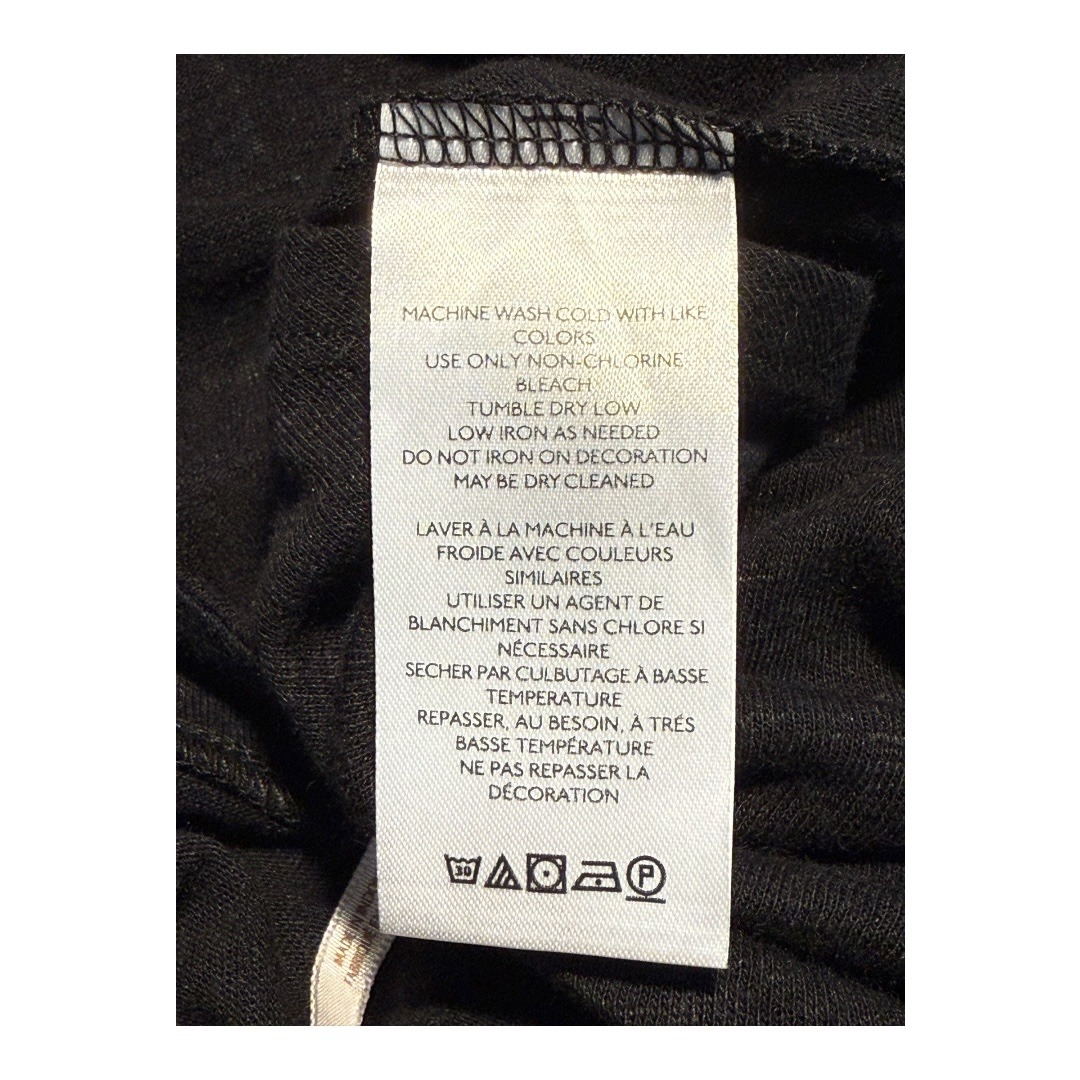 MACHINE WASH COLD WITH LIKE
COLORS
USE ONLY NON-CHLORINE
BLEACH
TUMBLE DRY LOW
LOW IRON AS NEEDED
DO NOT IRON ON DECORATION
MAY BE DRY CLEANED
LAVER À LA MACHINE À L'EAU
FROIDE AVEC COULEURS
SIMILAIRES
UTILISER UN AGENT DE
BLANCHIMENT SANS CHLORE SI
NÉCESSAIRE
SECHER PAR CULBUTAGE À BASSE
TEMPERATURE
REPASSER, AU BESOIN, À TRÉS
BASSE TEMPÉRATURE
NE PAS REPASSER LA
DÉCORATION
30 P
MADE